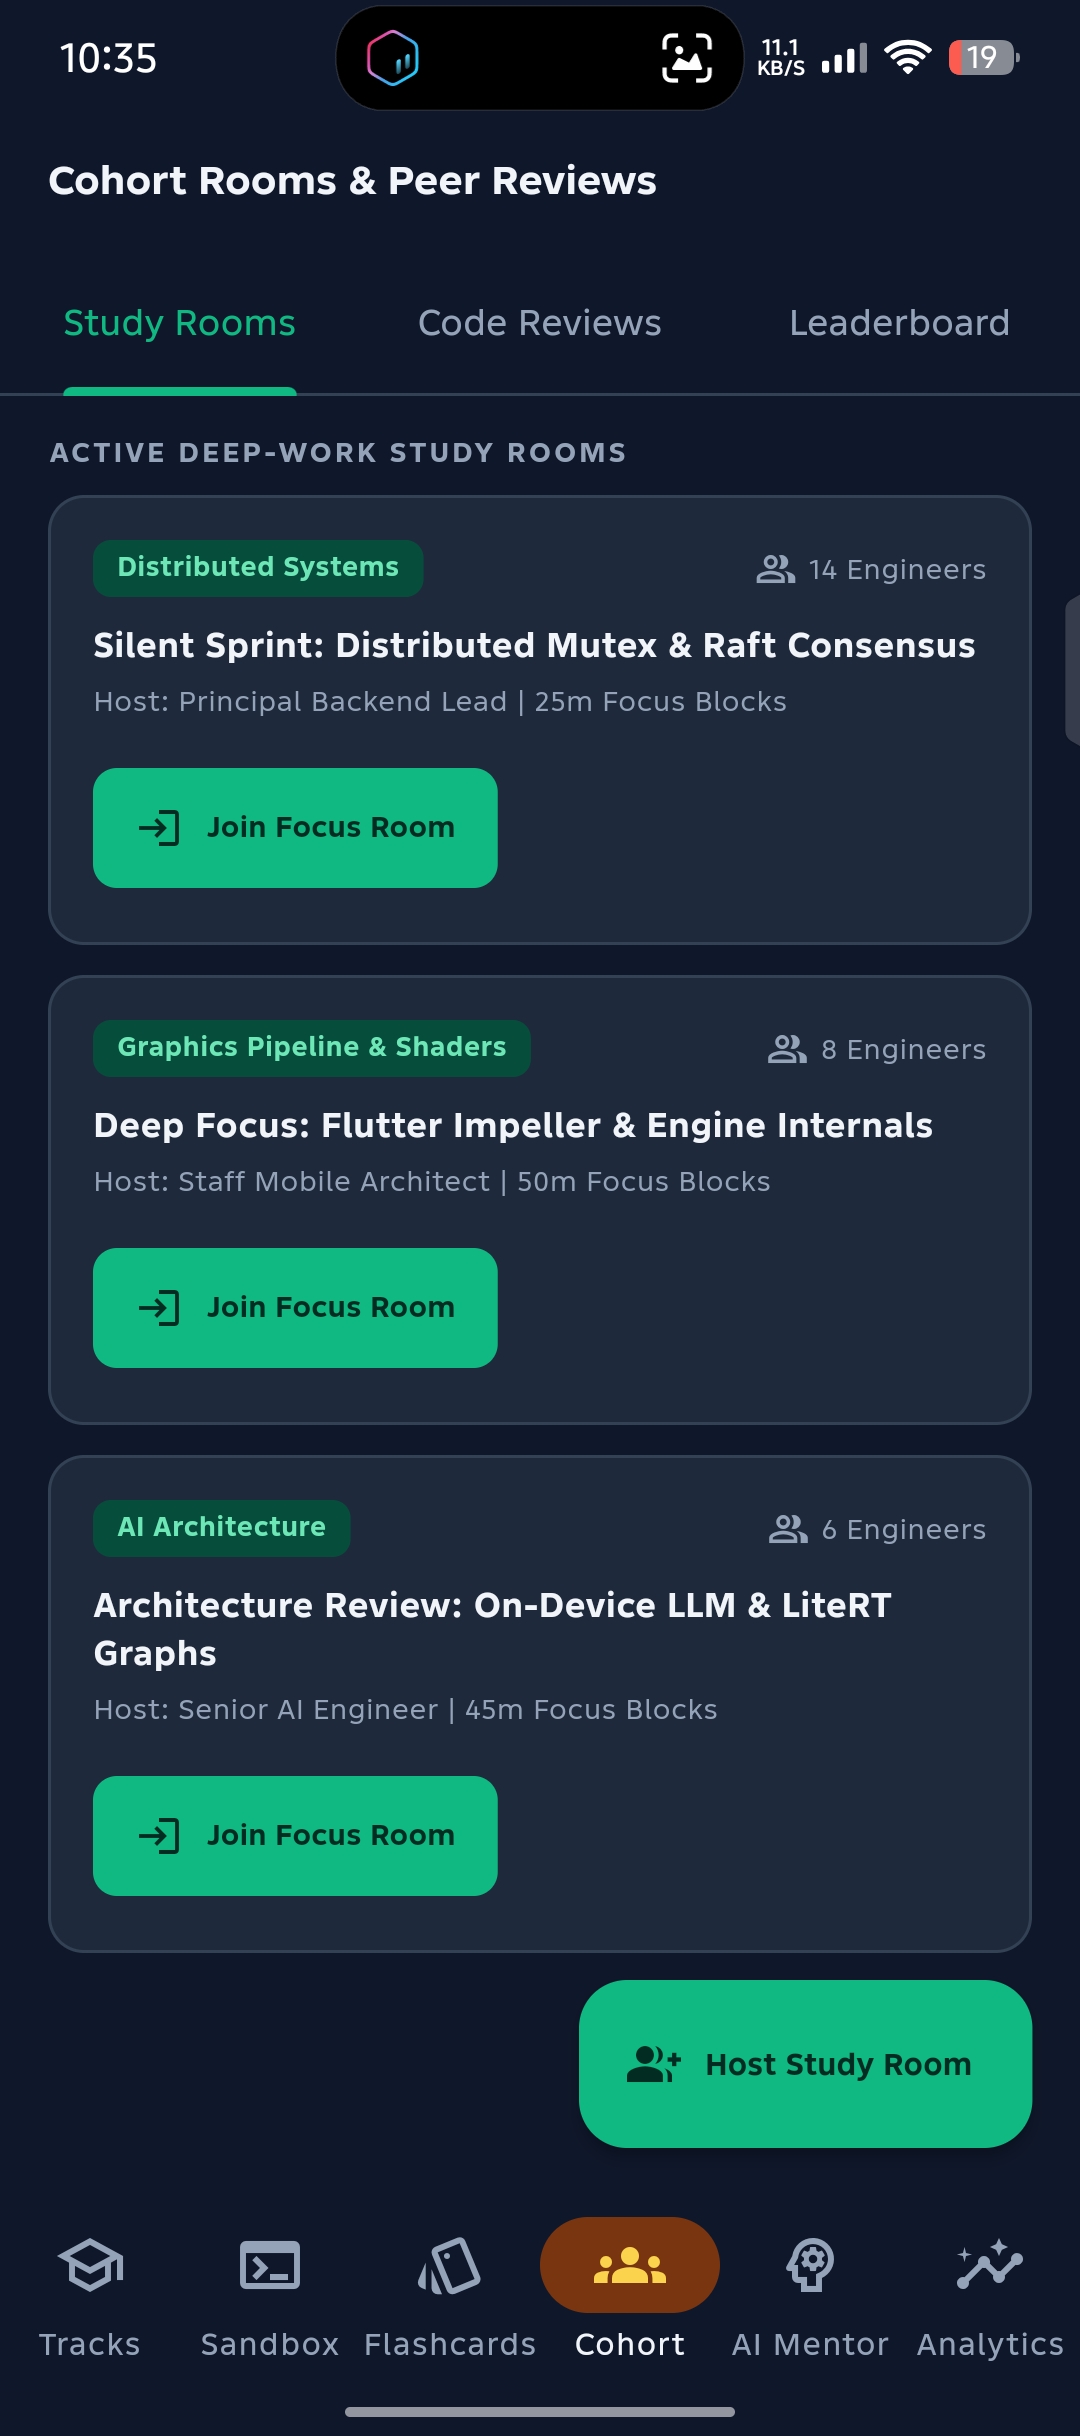 10:35
11.1
KB/S
19
Cohort Rooms & Peer Reviews
Study Rooms
Code Reviews
Leaderboard
ACTIVE DEEP-WORK STUDY ROOMS
Distributed Systems
14 Engineers
Silent Sprint: Distributed Mutex & Raft Consensus
Host: Principal Backend Lead | 25m Focus Blocks
Join Focus Room
Graphics Pipeline & Shaders
8 Engineers
Deep Focus: Flutter Impeller & Engine Internals
Host: Staff Mobile Architect | 50m Focus Blocks
Join Focus Room
AI Architecture
6 Engineers
Architecture Review: On-Device LLM & LiteRT
Graphs
Host: Senior AI Engineer | 45m Focus Blocks
Join Focus Room
Host Study Room
Tracks
Sandbox
Flashcards
Cohort
AI Mentor
Analytics